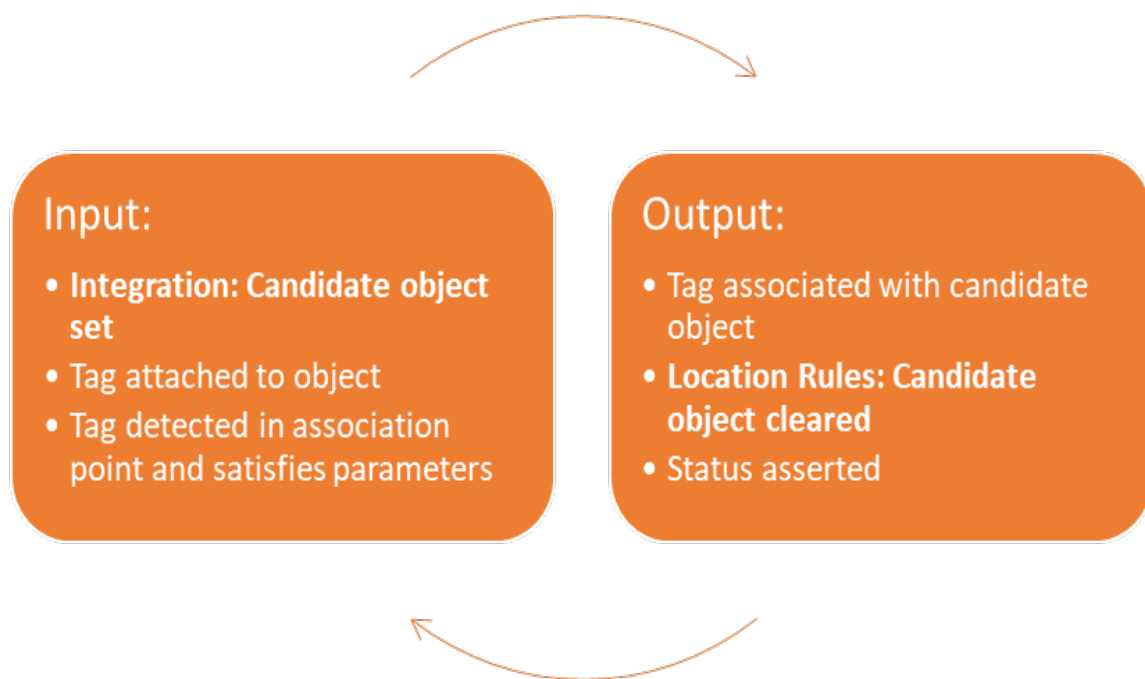 Input:
• Integration: Candidate object
set
• Tag attached to object
• Tag detected in association
point and satisfies parameters
Output:
• Tag associated with candidate
object
• Location Rules: Candidate
object cleared
• Status asserted